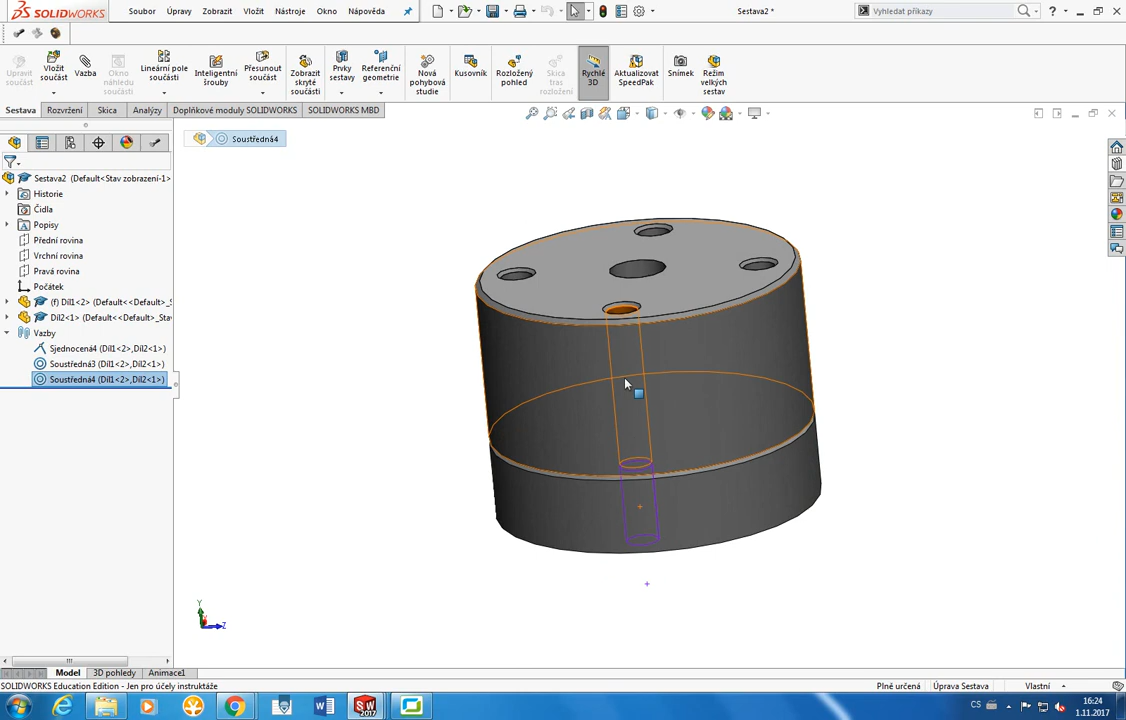 SOLIDWORKS
Soubor Úpravy Zobrazit Vložit Nástroje Okno Nápověda
Sestava2 *
Vyhledat příkazy
Upravit součást
Vložit součást
Vazba
Okno náhledu součásti
Lineární pole součásti
Inteligentní šrouby
Přesunout součást
Zobrazit skryté součásti
Prvky sestavy
Referenční geometrie
Nová pohybová studie
Kusovník
Rozložený pohled
Skica tras rozložení
Rychlé 3D
Aktualizovat SpeedPak
Snímek
Režim velkých sestav
Sestava Rozvržení Skica Analýzy Doplňkové moduly SOLIDWORKS SOLIDWORKS MBD
Soustředná4
Sestava2 (Default<Stav zobrazení-1>
Historie
Čidla
Popisy
Přední rovina
Vrchní rovina
Pravá rovina
Počátek
(f) Díl1<2> (Default<<Default>_S
Díl2<1> (Default<<Default>_Stav
Vazby
Sjednocená4 (Díl1<2>,Díl2<1>)
Soustředná3 (Díl1<2>,Díl2<1>)
Soustředná4 (Díl1<2>,Díl2<1>)
Y
Z
Model 3D pohledy Animace1
SOLIDWORKS Education Edition - Jen pro účely instruktáže
Plně určená Úprava Sestava Vlastní
CS
16:24
1.11.2017